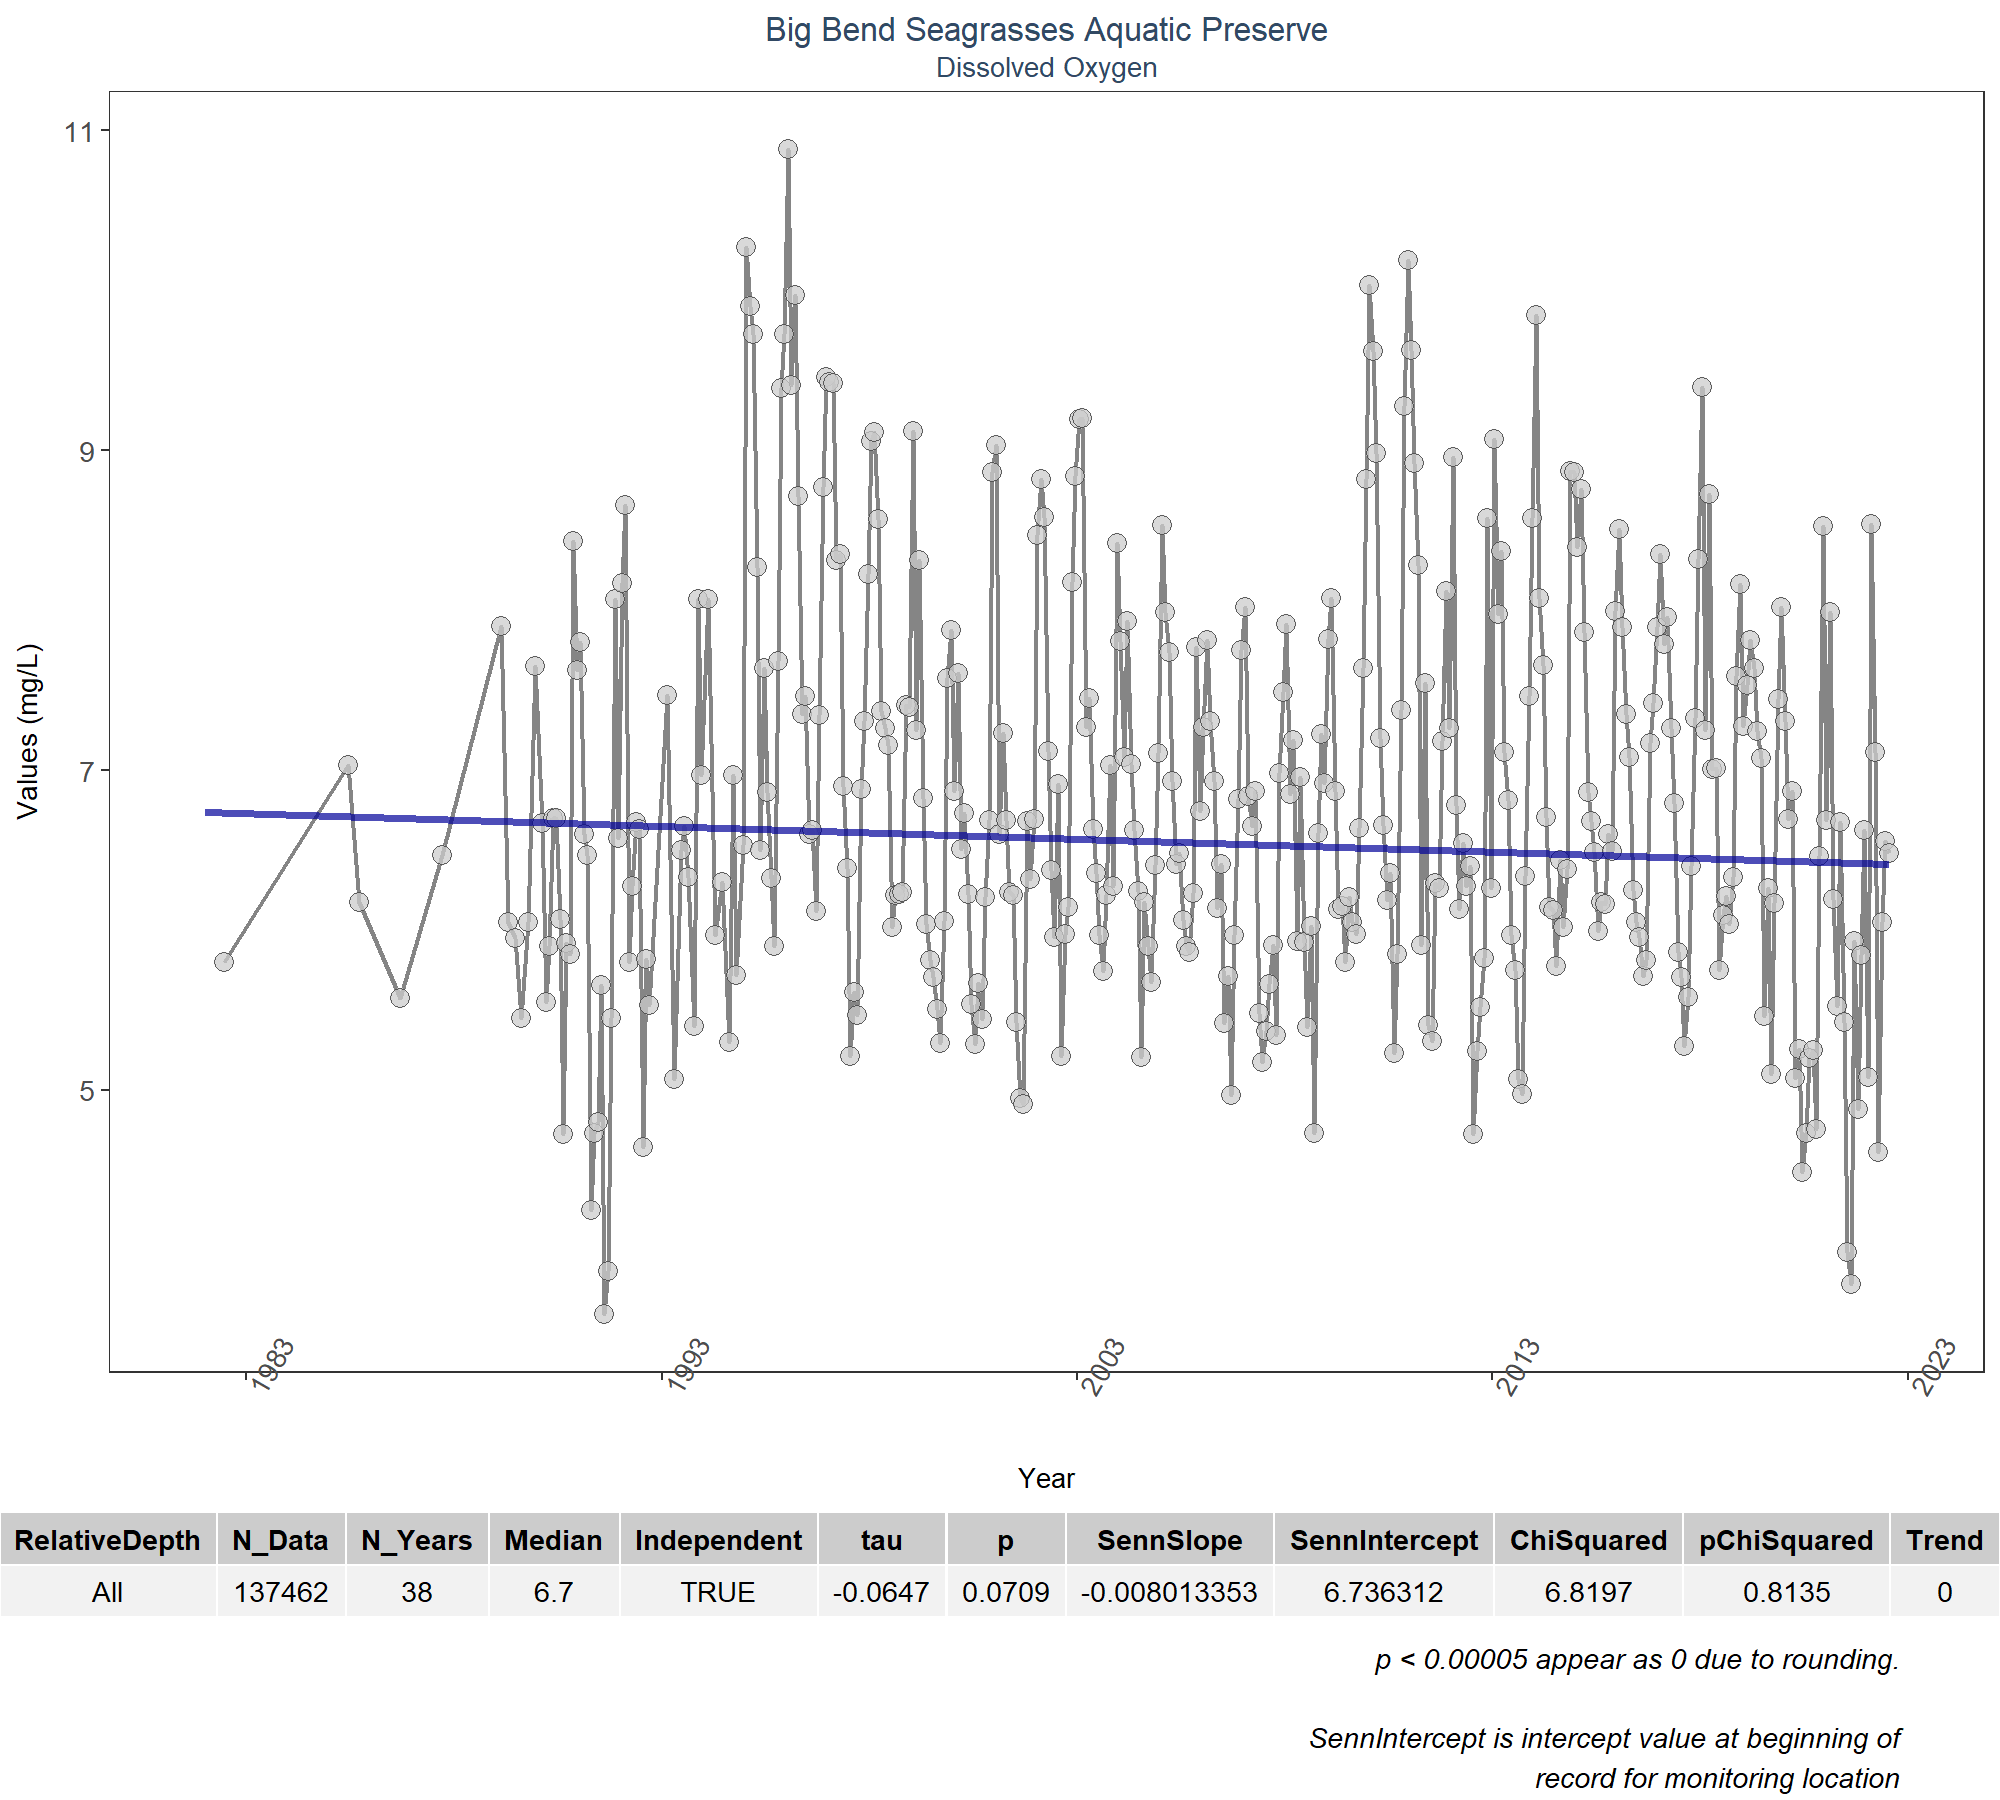 Big Bend Seagrasses Aquatic Preserve
Dissolved Oxygen
11
9
7
5
Values (mg/L)
1983 1993 2003 2013 2023
Year
RelativeDepth N_Data N_Years Median Independent tau p SennSlope SennIntercept ChiSquared pChiSquared Trend
All 137462 38 6.7 TRUE -0.0647 0.0709 -0.008013353 6.736312 6.8197 0.8135 0
p < 0.00005 appear as 0 due to rounding.
SennIntercept is intercept value at beginning of
record for monitoring location